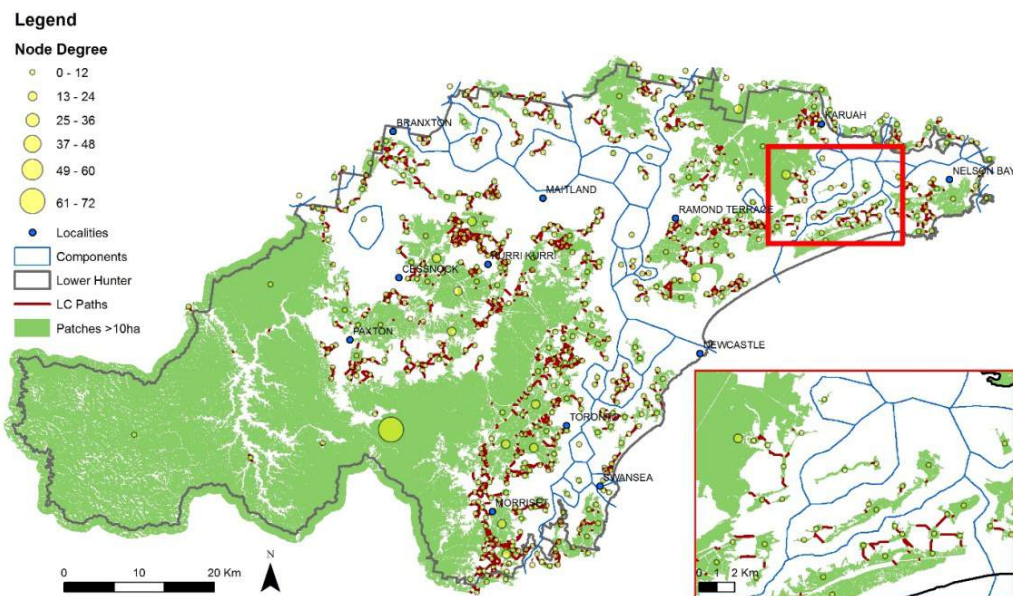 Legend
Node Degree
0 - 12
13 - 24
25 - 36
37 - 48
49 - 60
61 - 72
Localities
Components
Lower Hunter
LC Paths
Patches >10ha
BRANXTON
KARUAH
NELSON BAY
MAITLAND
RAMOND TERRACE
KURRI KURRI
CESSNOCK
PAXTON
NEWCASTLE
TORONTO
SWANSEA
MORRISET
N
0 10 20 Km
0 1 2 Km